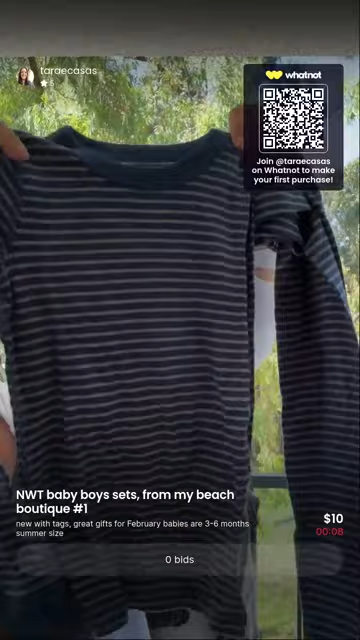 taraecasas
5
whatnot
Join @taraecasas
on Whatnot to make
your first purchase!
NWT baby boys sets, from my beach
boutique #1
$10
new with tags, great gifts for February babies are 3-6 months
summer size
00:08
0 bids